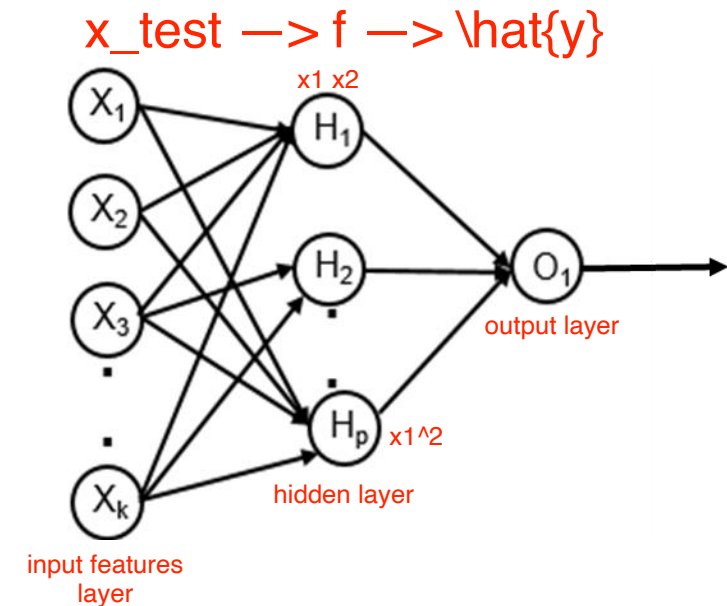 x_test —> f —> \hat{y}
x1 x2
X1
H1
X2
H2
O1
X3
output layer
Hp
x1^2
hidden layer
Xk
input features
layer